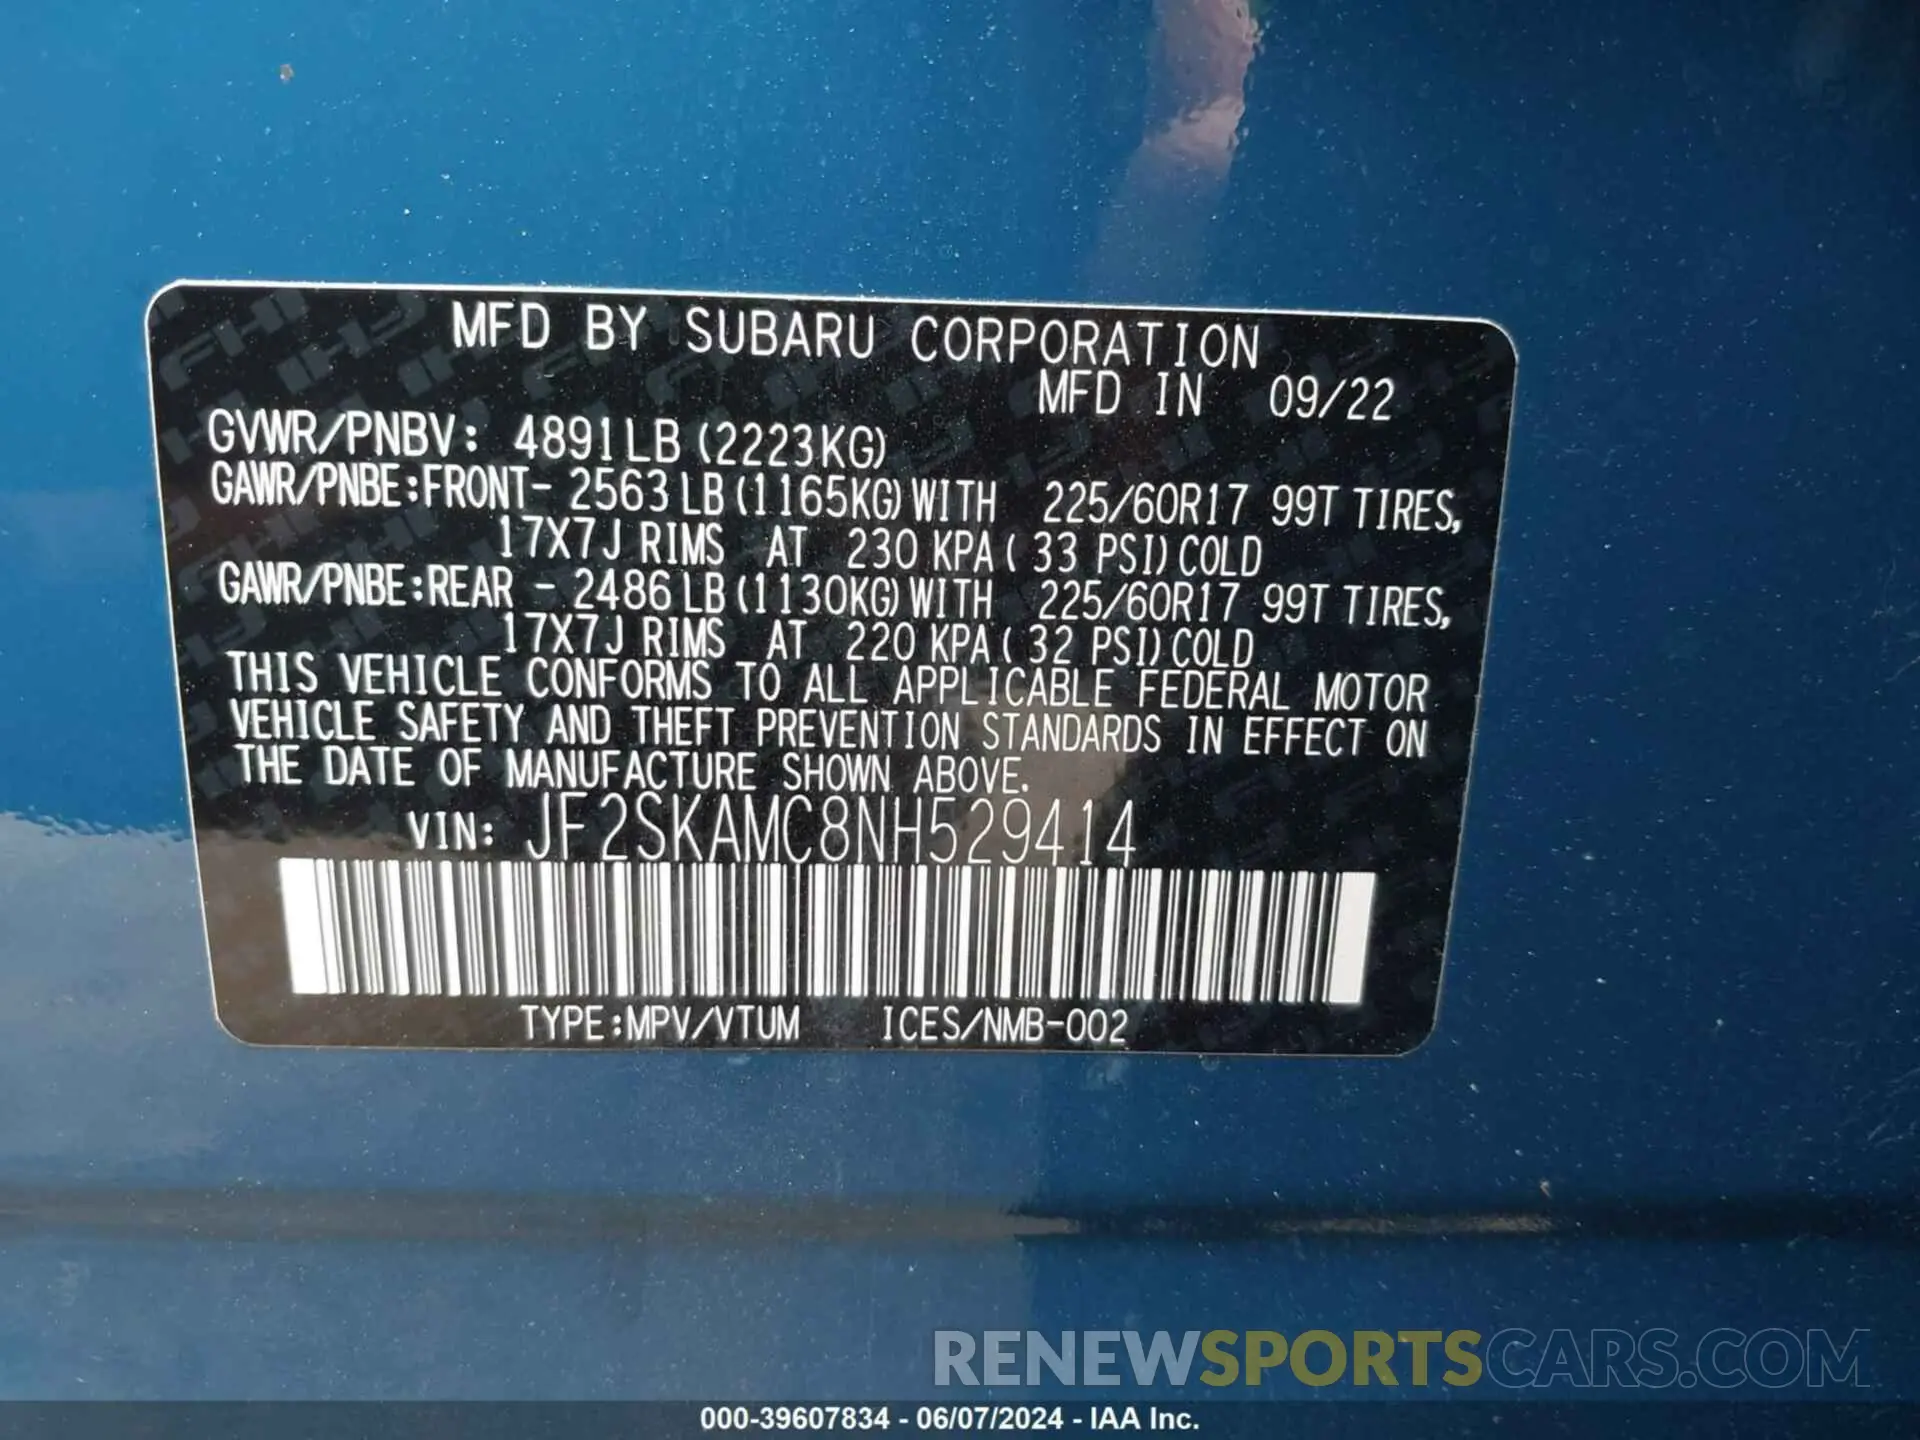 MFD BY SUBARU CORPORATION
MFD IN 09/22
GVWR/PNBV: 4891LB (2223KG)
GAWR/PNBE:FRONT- 2563LB (1165KG) WITH 225/60R17 99T TIRES,
17X7J RIMS AT 230 KPA ( 33 PSI) COLD
GAWR/PNBE:REAR - 2486LB (1130KG) WITH 225/60R17 99T TIRES,
17X7J RIMS AT 220 KPA ( 32 PSI) COLD
THIS VEHICLE CONFORMS TO ALL APPLICABLE FEDERAL MOTOR
VEHICLE SAFETY AND THEFT PREVENTION STANDARDS IN EFFECT ON
THE DATE OF MANUFACTURE SHOWN ABOVE.
VIN: JF2SKAMC8NH529414
TYPE:MPV/VTUM ICES/NMB-002
RENEWSPORTSCARS.COM
000-39607834 - 06/07/2024 - IAA Inc.